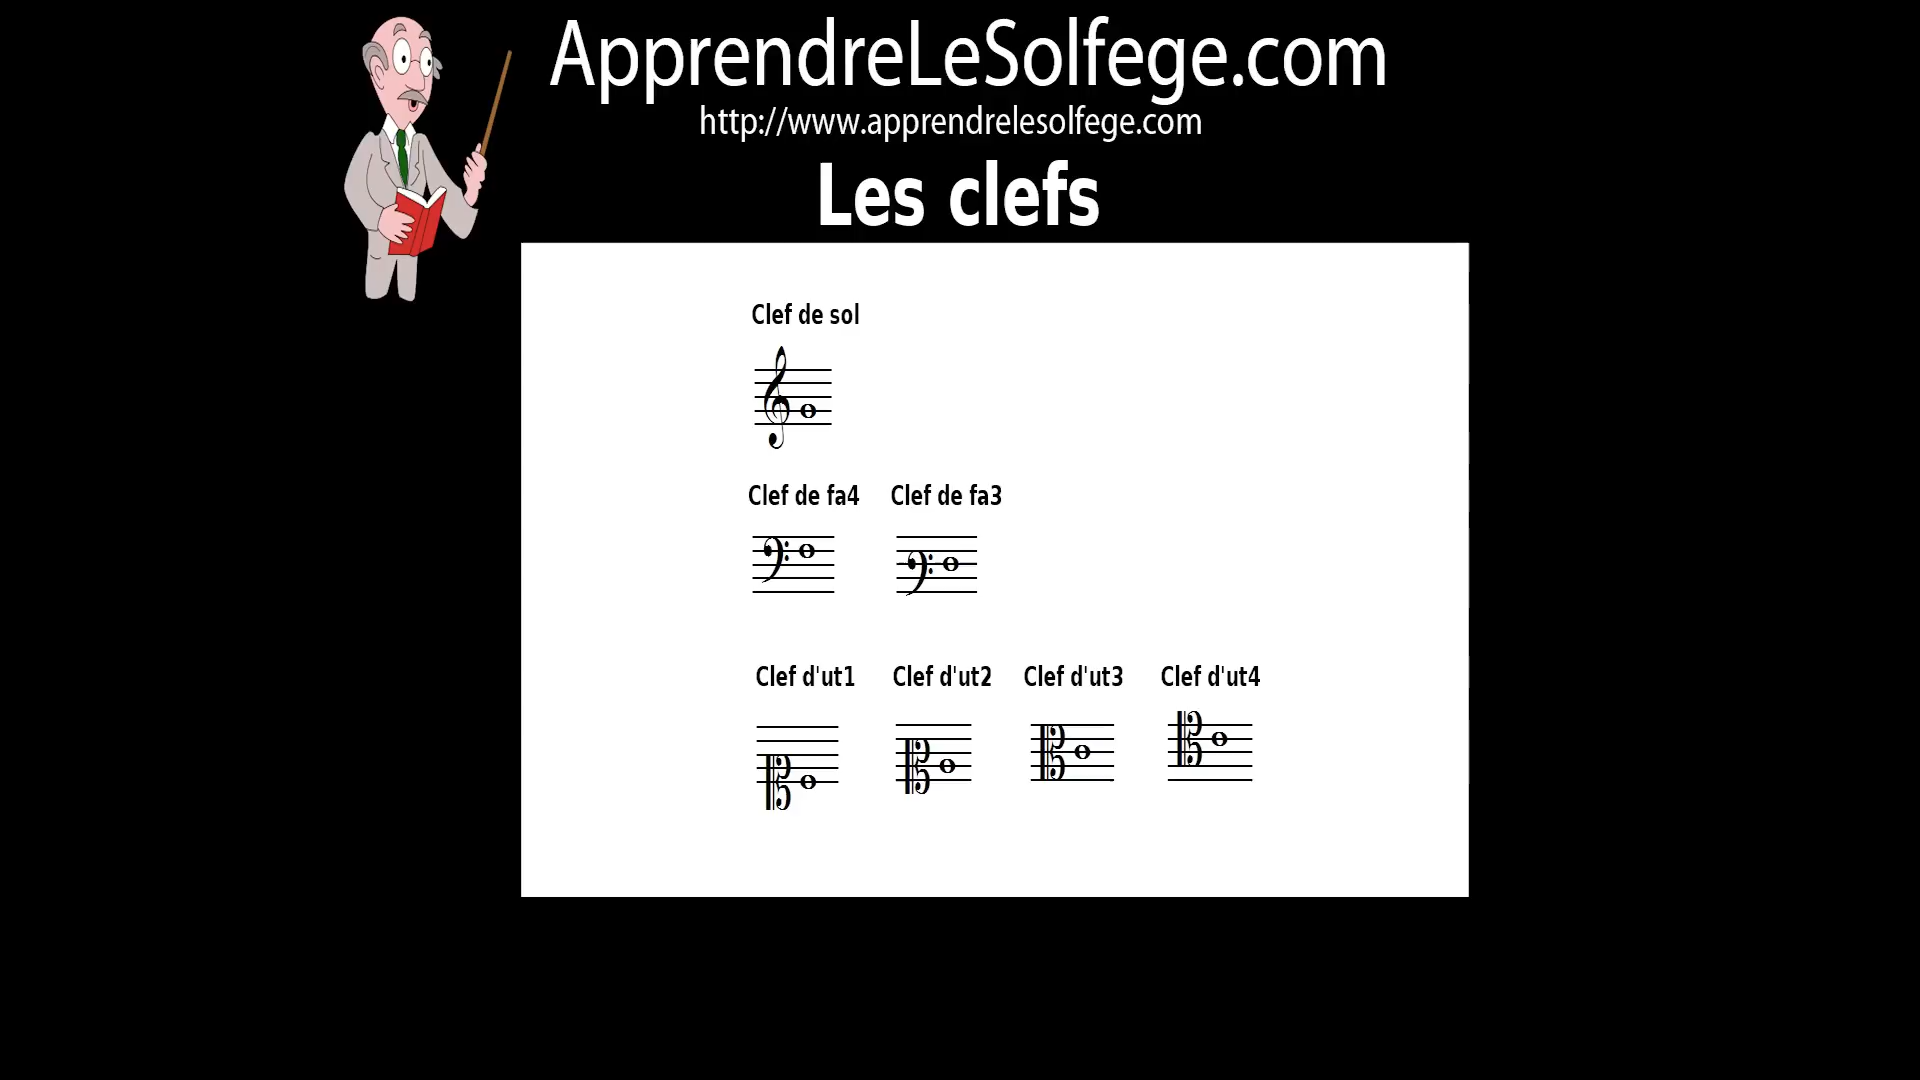 ApprendreLeSolfege.com
http://www.apprendrelesolfege.com
Les clefs
Clef de sol
Clef de fa4 Clef de fa3
Clef d'ut1 Clef d'ut2 Clef d'ut3 Clef d'ut4